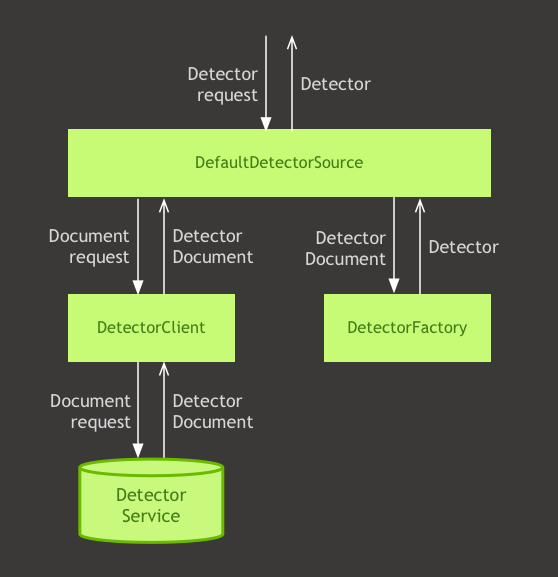 Detector
request
Detector
DefaultDetectorSource
Document
request
Detector
Document
Detector
Document
Detector
DetectorClient
DetectorFactory
Document
request
Detector
Document
Detector
Service